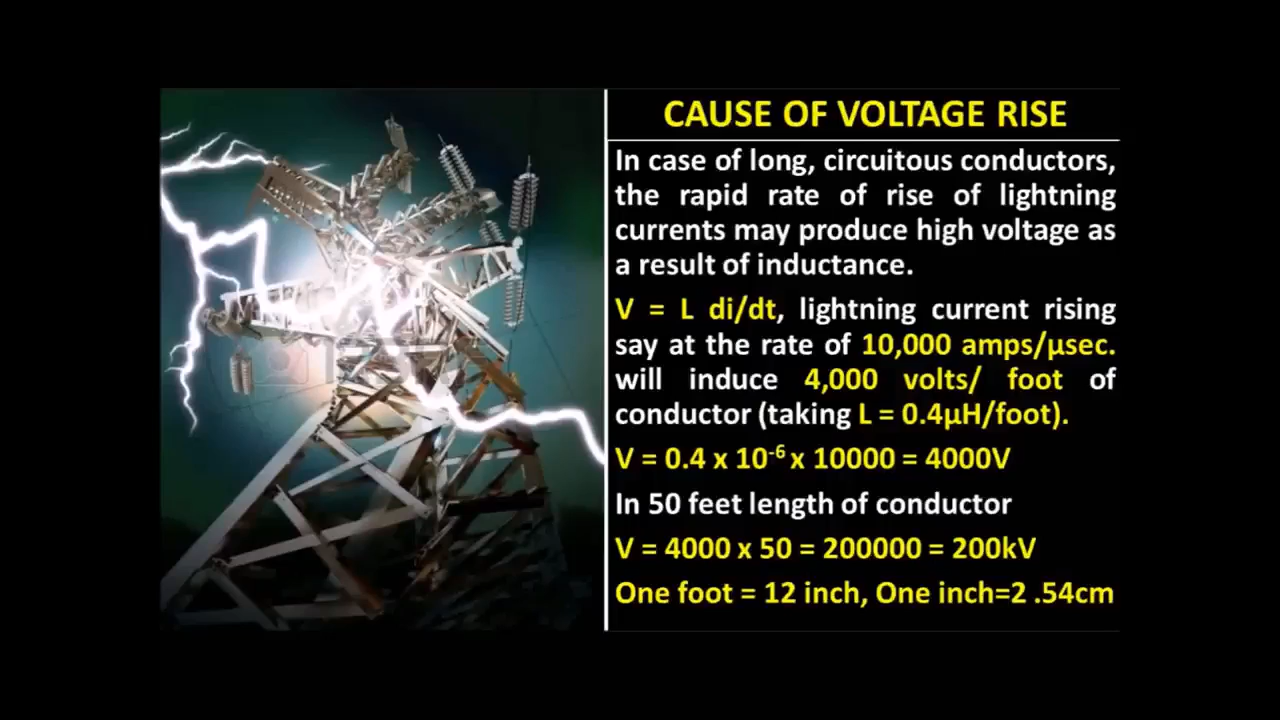 CAUSE OF VOLTAGE RISE
In case of long, circuitous conductors,
the rapid rate of rise of lightning
currents may produce high voltage as
a result of inductance.
V = L di/dt, lightning current rising
say at the rate of 10,000 amps/µsec.
will induce 4,000 volts/ foot of
conductor (taking L = 0.4µH/foot).
V = 0.4 x 10⁻⁶ x 10000 = 4000V
In 50 feet length of conductor
V = 4000 x 50 = 200000 = 200kV
One foot = 12 inch, One inch=2 .54cm